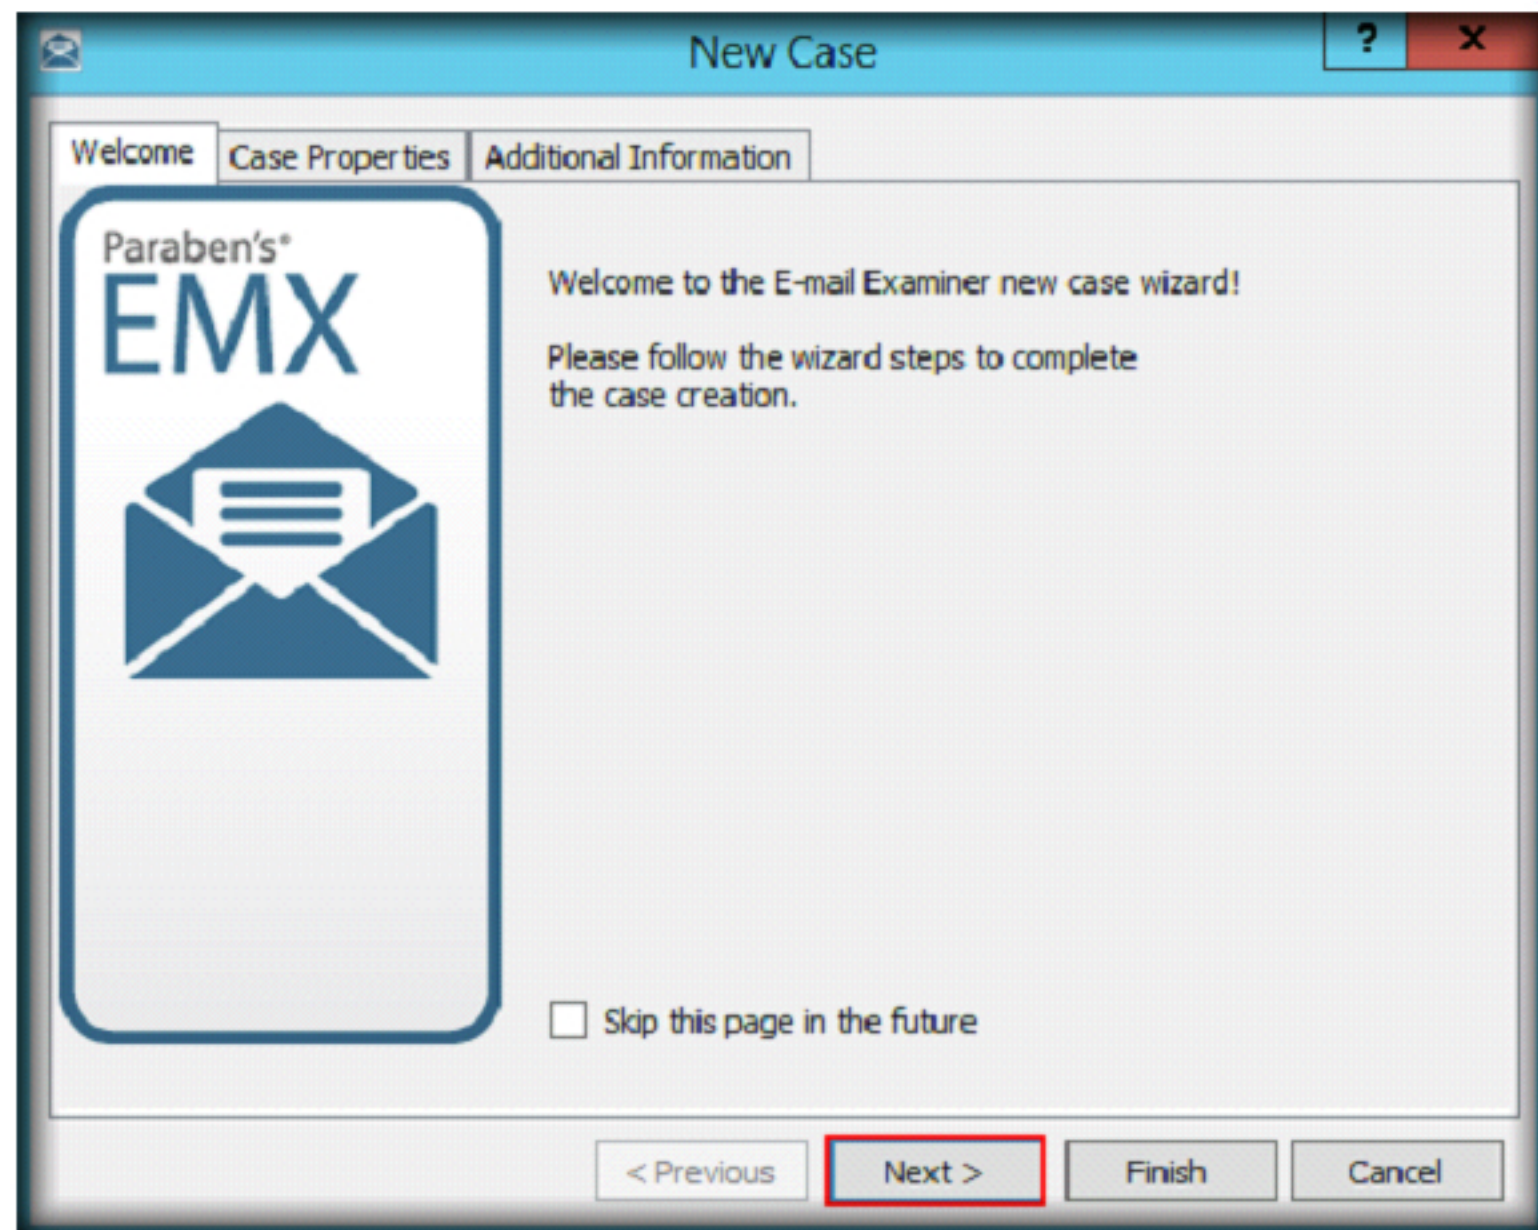 New Case
?
x
Welcome
Case Properties
Additional Information
Paraben's®
EMX
Welcome to the E-mail Examiner new case wizard!
Please follow the wizard steps to complete
the case creation.
Skip this page in the future
< Previous
Next >
Finish
Cancel